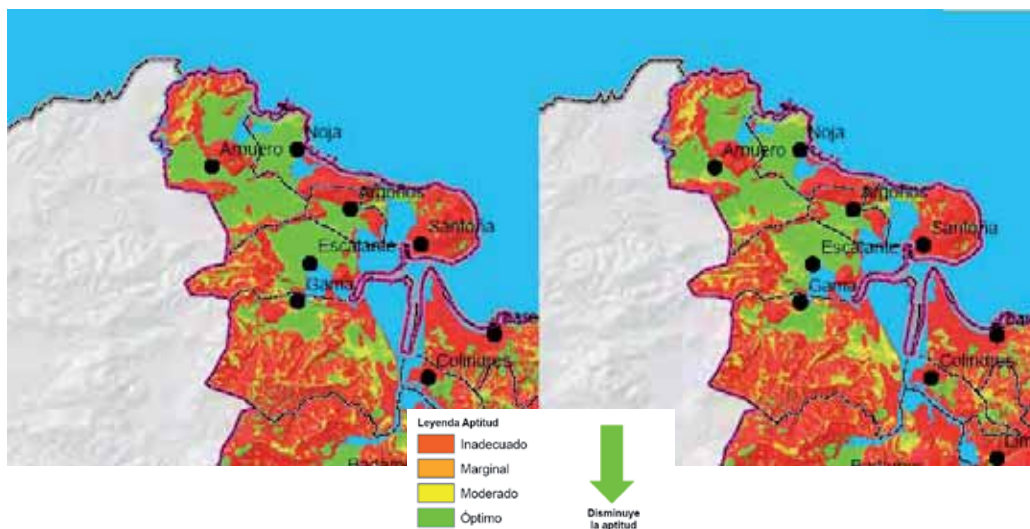 Noja
Arnuero
Argoños
Santoña
Escalante
Gama
Colindres
Noja
Arnuero
Argoños
Santoña
Escalante
Gama
Colindres
Leyenda Aptitud
Inadecuado
Marginal
Moderado
Óptimo
Disminuye
la aptitud